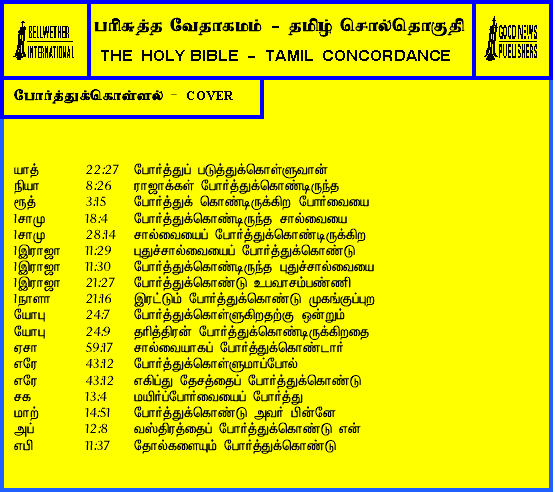 BELLWETHER
INTERNATIONAL
பரிசுத்த வேதாகமம் - தமிழ் சொல்தொகுதி
THE HOLY BIBLE - TAMIL CONCORDANCE
GOOD NEWS
PUBLISHERS
போர்த்துக்கொள்ளல் - COVER
யாத் 22:27 போர்த்துப் படுத்துக்கொள்ளுவான்
நியா 8:26 ராஜாக்கள் போர்த்துக்கொண்டிருந்த
ரூத் 3:15 போர்த்துக் கொண்டிருக்கிற போர்வையை
1சாமு 18:4 போர்த்துக்கொண்டிருந்த சால்வையை
1சாமு 28:14 சால்வையைப் போர்த்துக்கொண்டிருக்கிற
1இராஜா 11:29 புதுச்சால்வையைப் போர்த்துக்கொண்டு
1இராஜா 11:30 போர்த்துக்கொண்டிருந்த புதுச்சால்வையை
1இராஜா 21:27 போர்த்துக்கொண்டு உபவாசம்பண்ணி
1நாளா 21:16 இரட்டும் போர்த்துக்கொண்டு முகங்குப்புற
யோபு 24:7 போர்த்துக்கொள்ளுகிறதற்கு ஒன்றும்
யோபு 24:9 தரித்திரன் போர்த்துக்கொண்டிருக்கிறதை
ஏசா 59:17 சால்வையாகப் போர்த்துக்கொண்டார்
எரே 43:12 போர்த்துக்கொள்ளுமாப்போல்
எரே 43:12 எகிப்து தேசத்தைப் போர்த்துக்கொண்டு
சக 13:4 மயிர்ப்போர்வையைப் போர்த்து
மாற் 14:51 போர்த்துக்கொண்டு அவர் பின்னே
அப் 12:8 வஸ்திரத்தைப் போர்த்துக்கொண்டு என்
எபி 11:37 தோல்களையும் போர்த்துக்கொண்டு